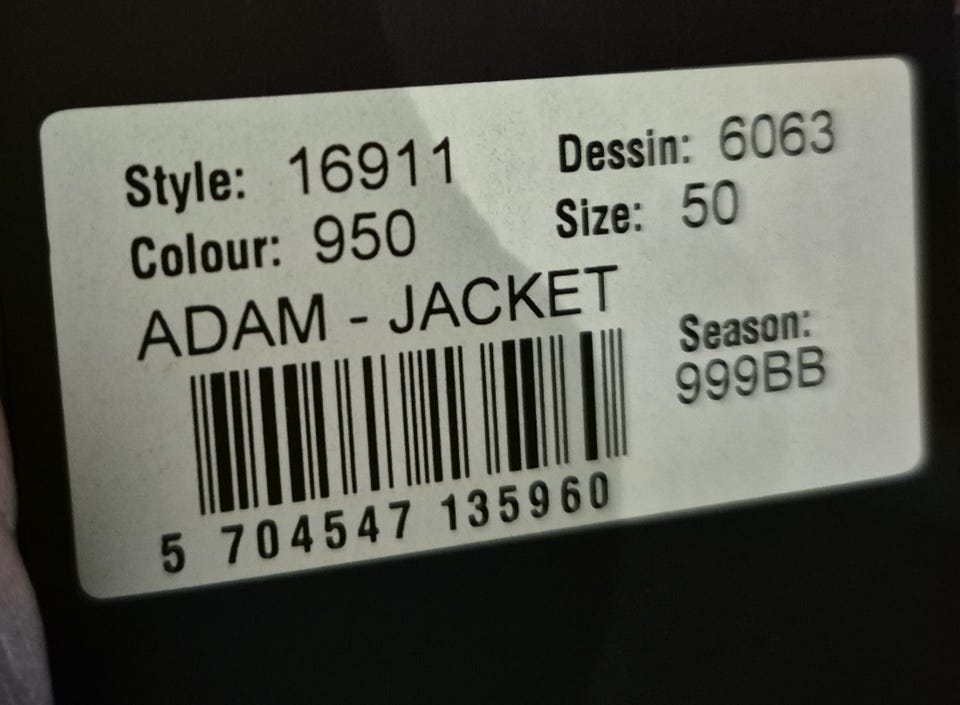 Style: 16911 Dessin: 6063
Colour: 950 Size: 50
ADAM - JACKET
Season:
999BB
5 704547 135960